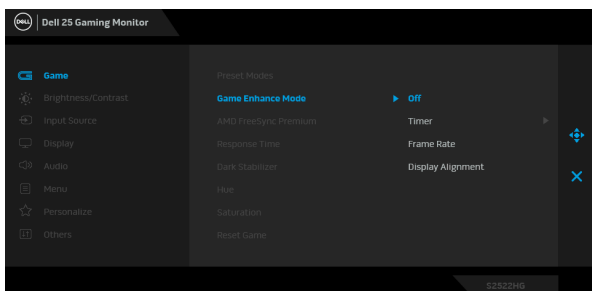 DELL Dell 25 Gaming Monitor
Game
Brightness/Contrast
Input Source
Display
Audio
Menu
Personalize
Others
Preset Modes
Game Enhance Mode
AMD FreeSync Premium
Response Time
Dark Stabilizer
Hue
Saturation
Reset Game
Off
Timer
Frame Rate
Display Alignment
S2522HG